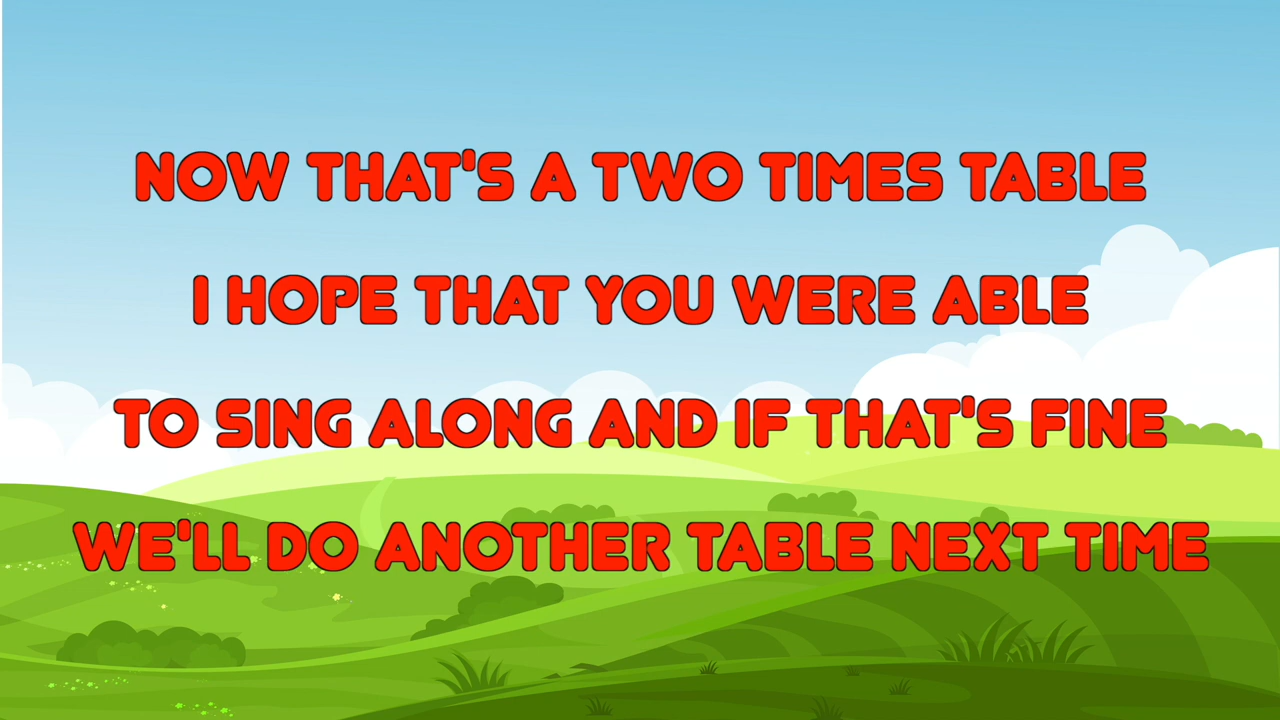 NOW THAT'S A TWO TIMES TABLE
I HOPE THAT YOU WERE ABLE
TO SING ALONG AND IF THAT'S FINE
WE'LL DO ANOTHER TABLE NEXT TIME